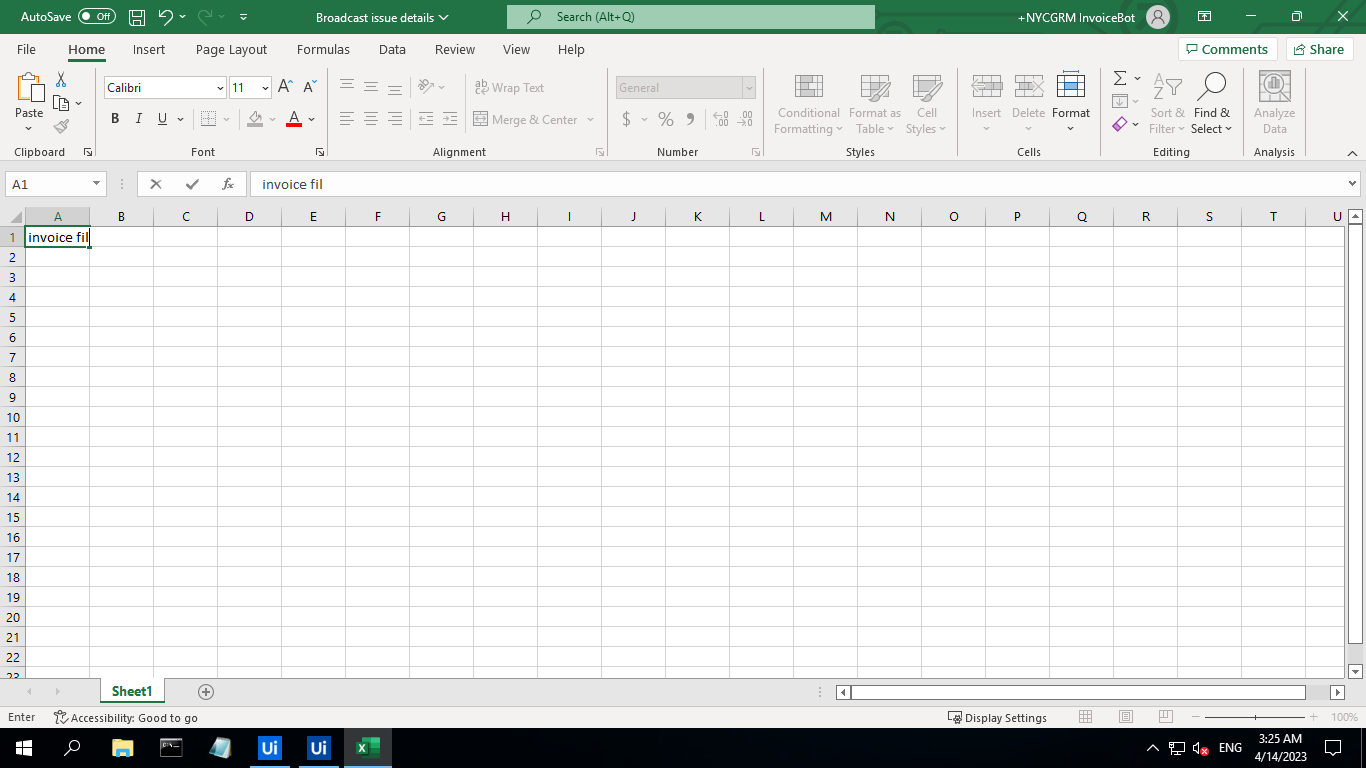 AutoSave Off Broadcast issue details Search (Alt+Q) +NYCGRM InvoiceBot
File Home Insert Page Layout Formulas Data Review View Help Comments Share
Calibri 11 Wrap Text General
Paste B I U Merge & Center $ % Conditional Formatting Format as Table Cell Styles Insert Delete Format Sort & Filter Find & Select Analyze Data
Clipboard Font Alignment Number Styles Cells Editing Analysis
A1 fx invoice fil
A B C D E F G H I J K L M N O P Q R S T U
1 invoice fil
2
3
4
5
6
7
8
9
10
11
12
13
14
15
16
17
18
19
20
21
22
23
Sheet1
Enter Accessibility: Good to go Display Settings 100%
Ui Ui ENG 3:25 AM
4/14/2023